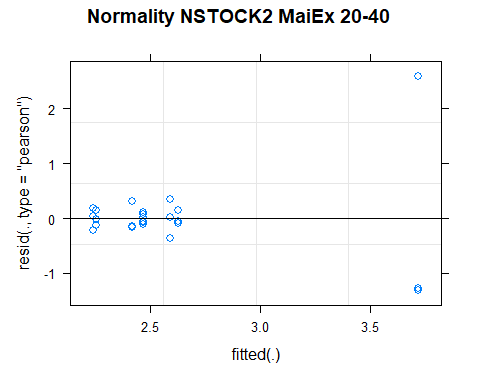 Normality NSTOCK2 MaiEx 20-40
resid(., type = "pearson")
2
1
0
-1
2.5 3.0 3.5
fitted(.)